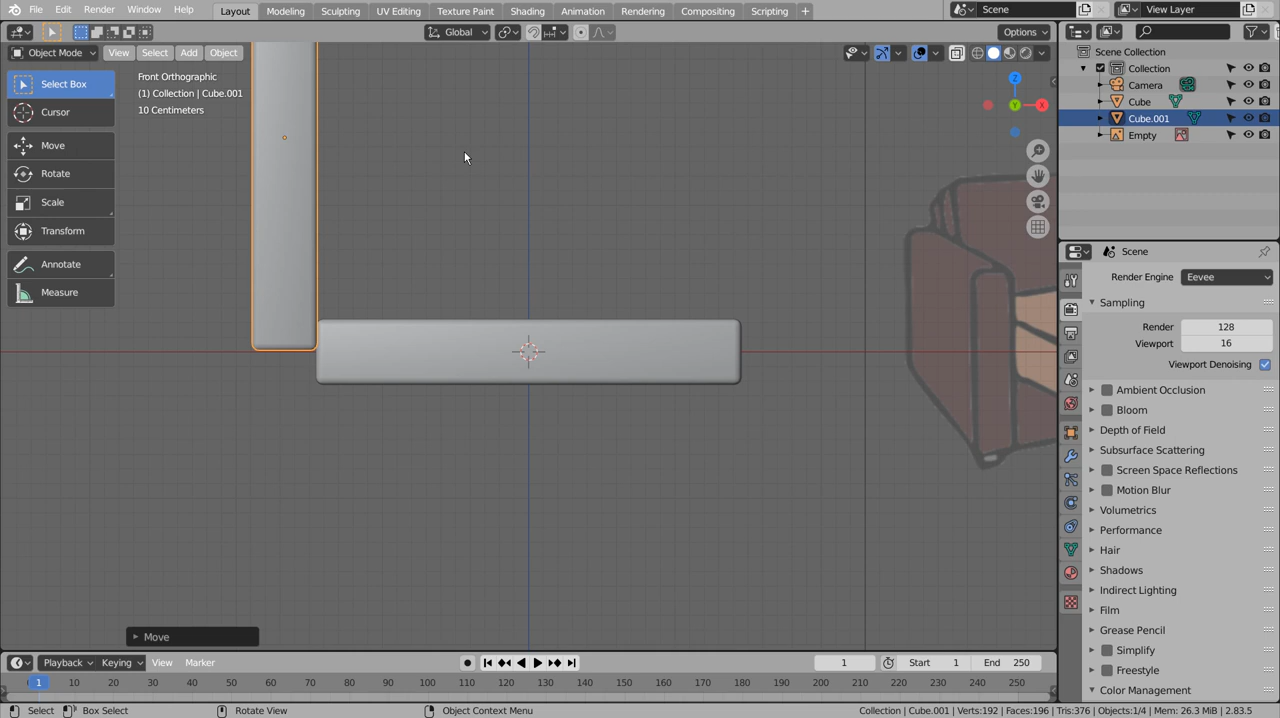 File Edit Render Window Help Layout Modeling Sculpting UV Editing Texture Paint Shading Animation Rendering Compositing Scripting + Scene View Layer
Global Options
Object Mode View Select Add Object
Select Box
Cursor
Move
Rotate
Scale
Transform
Annotate
Measure
Front Orthographic
(1) Collection | Cube.001
10 Centimeters
Z
Y
X
Move
Scene Collection
Collection
Camera
Cube
Cube.001
Empty
Scene
Render Engine Eevee
Sampling
Render 128
Viewport 16
Viewport Denoising
Ambient Occlusion
Bloom
Depth of Field
Subsurface Scattering
Screen Space Reflections
Motion Blur
Volumetrics
Performance
Hair
Shadows
Indirect Lighting
Film
Grease Pencil
Simplify
Freestyle
Color Management
Playback Keying View Marker 1 Start 1 End 250
1 10 20 30 40 50 60 70 80 90 100 110 120 130 140 150 160 170 180 190 200 210 220 230 240 250
Select Box Select Rotate View Object Context Menu Collection | Cube.001 | Verts:192 | Faces:196 | Tris:376 | Objects:1/4 | Mem: 26.3 MiB | 2.83.5